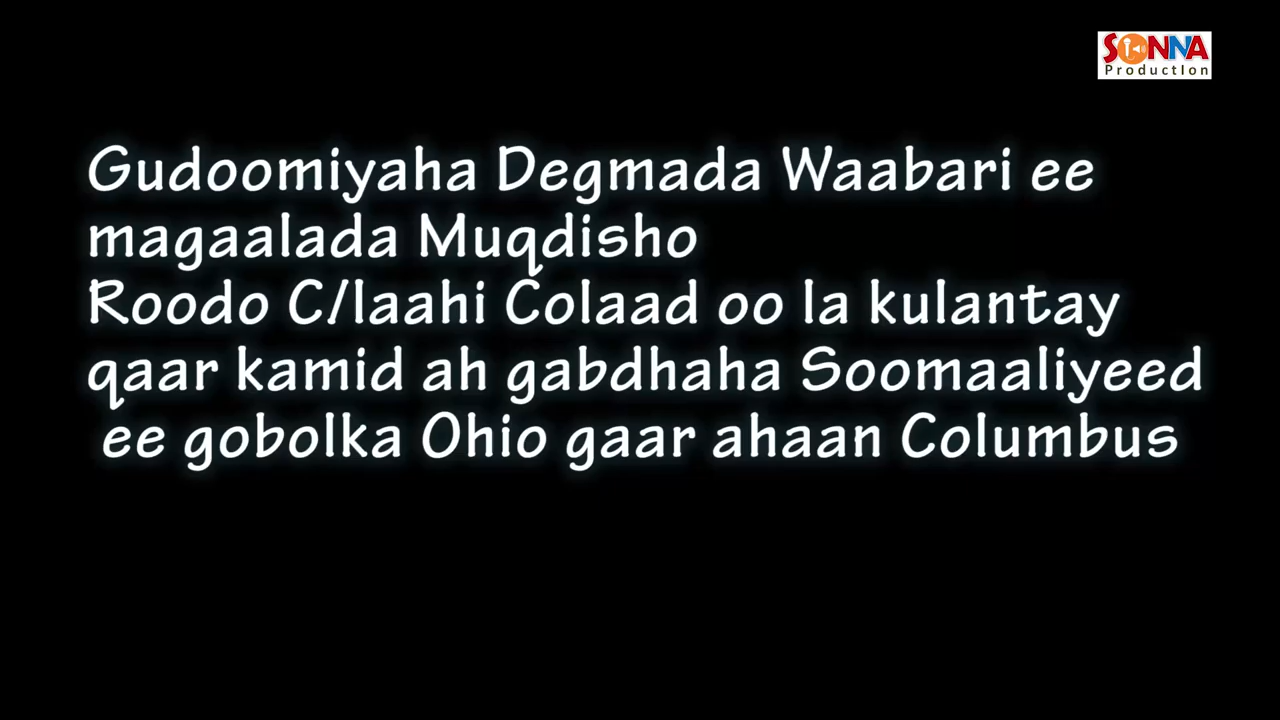 SONNA
Production
Gudoomiyaha Degmada Waabari ee
magaalada Muqdisho
Roodo C/laahi Colaad oo la kulantay
qaar kamid ah gabdhaha Soomaaliyeed
ee gobolka Ohio gaar ahaan Columbus